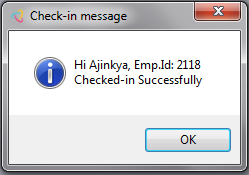 Check-in message
Hi Ajinkya, Emp.Id: 2118
Checked-in Successfully
OK